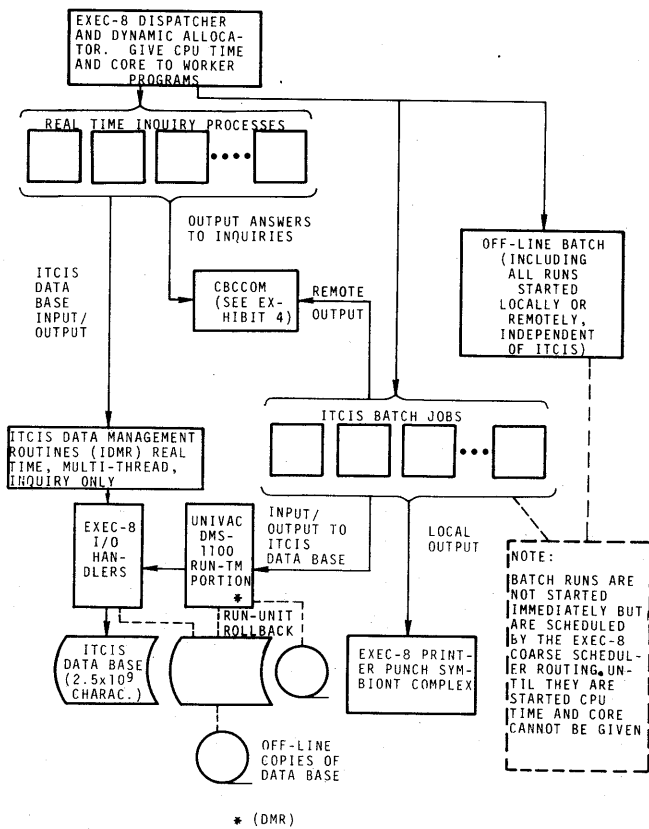 EXEC-8 DISPATCHER
AND DYNAMIC ALLOCA-
TOR. GIVE CPU TIME
AND CORE TO WORKER
PROGRAMS
REAL TIME INQUIRY PROCESSES
OUTPUT ANSWERS
TO INQUIRIES
ITCIS
DATA
BASE
INPUT/
OUTPUT
CBCCOM
(SEE EX-
HIBIT 4)
REMOTE
OUTPUT
OFF-LINE BATCH
(INCLUDING
ALL RUNS
STARTED
LOCALLY OR
REMOTELY,
INDEPENDENT
OF ITCIS)
ITCIS BATCH JOBS
ITCIS DATA MANAGEMENT
ROUTINES (IDMR) REAL
TIME, MULTI-THREAD,
INQUIRY ONLY
EXEC-8
I/O
HAN-
DLERS
UNIVAC
DMS-
1100
RUN-TM
PORTION
*
INPUT/
OUTPUT TO
ITCIS
DATA BASE
LOCAL
OUTPUT
RUN-UNIT
ROLLBACK
ITCIS
DATA BASE
(2.5x10⁹
CHARAC.)
EXEC-8 PRINT-
ER PUNCH SYM-
BIONT COMPLEX
NOTE:
BATCH RUNS ARE
NOT STARTED
IMMEDIATELY BUT
ARE SCHEDULED
BY THE EXEC-8
COARSE SCHEDUL-
ER ROUTING. UN-
TIL THEY ARE
STARTED CPU
TIME AND CORE
CANNOT BE GIVEN
OFF-LINE
COPIES OF
DATA BASE
* (DMR)